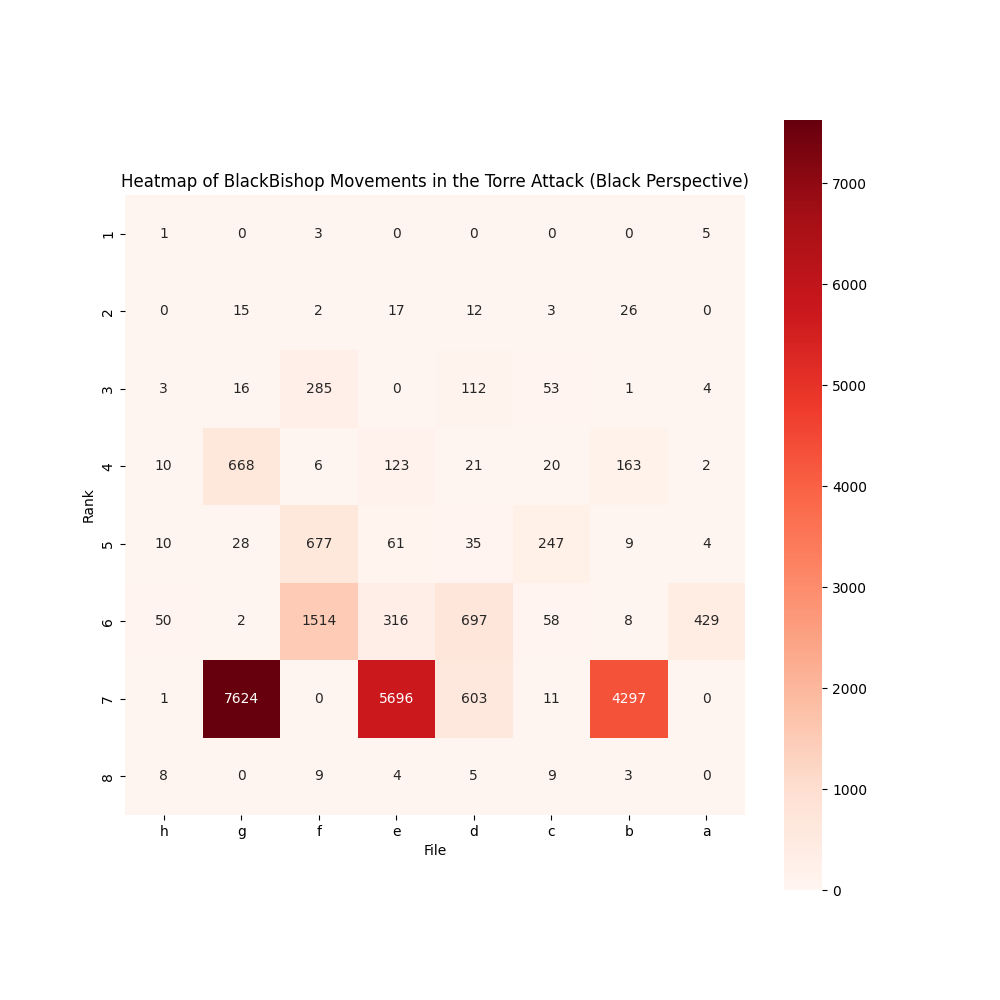 Heatmap of BlackBishop Movements in the Torre Attack (Black Perspective)
1 1 0 3 0 0 0 0 5
2 0 15 2 17 12 3 26 0
3 3 16 285 0 112 53 1 4
4 10 668 6 123 21 20 163 2
5 10 28 677 61 35 247 9 4
6 50 2 1514 316 697 58 8 429
7 1 7624 0 5696 603 11 4297 0
8 8 0 9 4 5 9 3 0
h g f e d c b a
File
Rank
7000
6000
5000
4000
3000
2000
1000
0